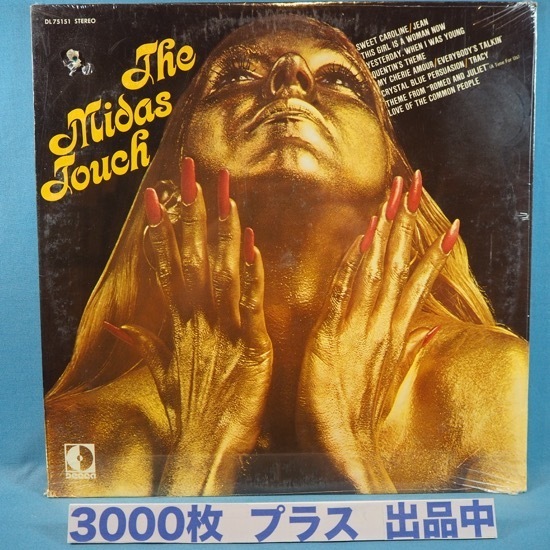 DL 75151 STEREO
The
Midas
Touch
SWEET CAROLINE/JEAN
THIS GIRL IS A WOMAN NOW
YESTERDAY, WHEN I WAS YOUNG
QUENTIN'S THEME
MY CHERIE AMOUR/EVERYBODY'S TALKIN'
CRYSTAL BLUE PERSUASION/TRACY
THEME FROM "ROMEO AND JULIET" (A Time For Us)
LOVE OF THE COMMON PEOPLE
DECCA
3000枚 プラス 出品中